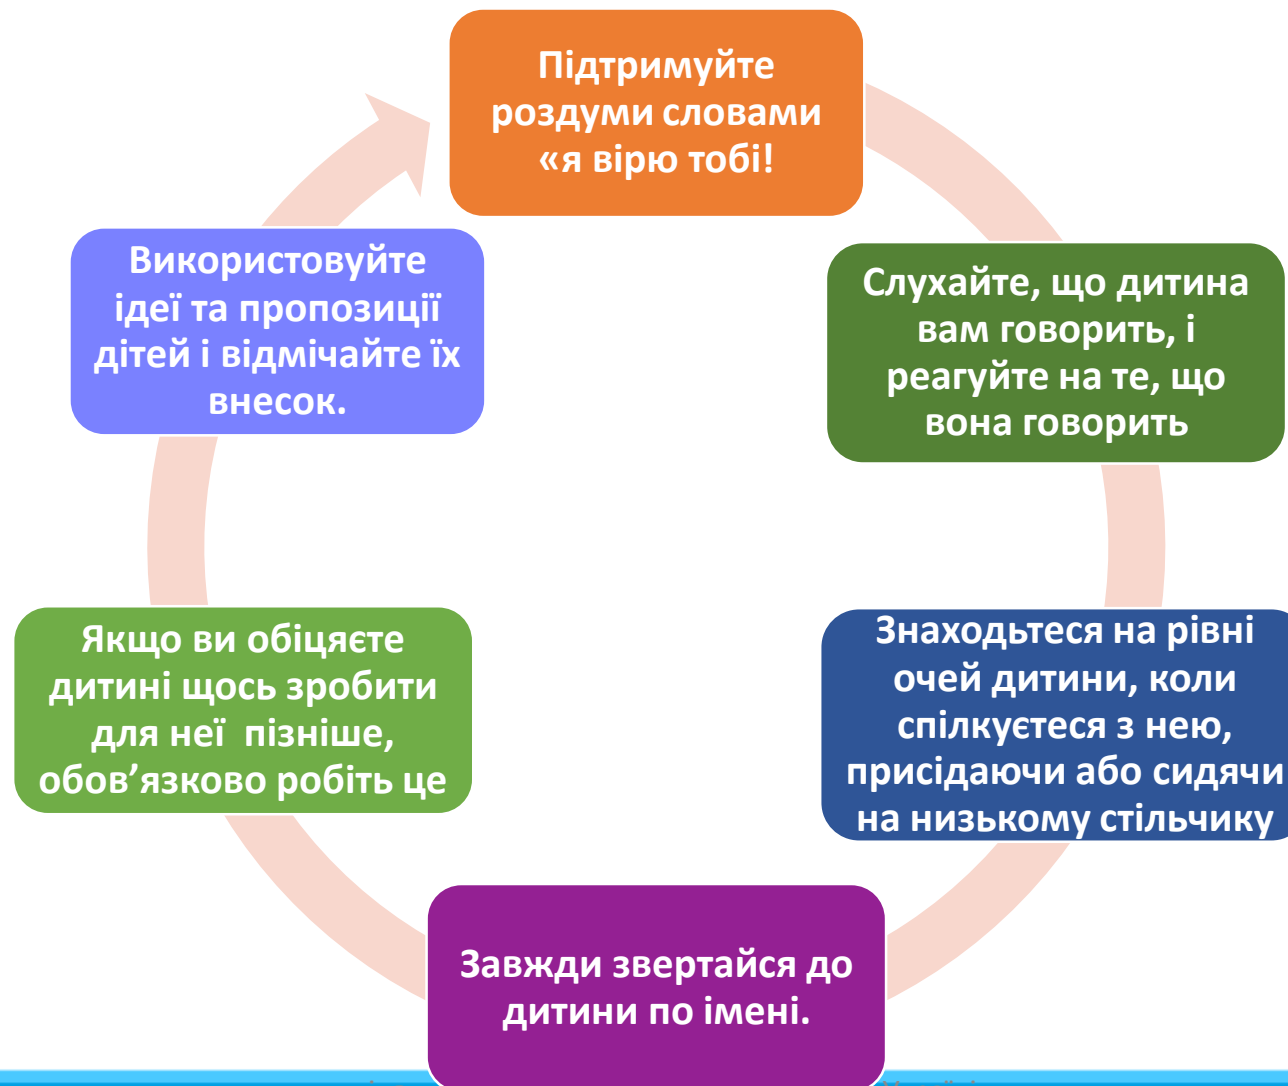 Підтримуйте
роздуми словами
«я вірю тобі!
Слухайте, що дитина
вам говорить, і
реагуйте на те, що
вона говорить
Знаходьтеся на рівні
очей дитини, коли
спілкуєтеся з нею,
присідаючи або сидячи
на низькому стільчику
Завжди звертайся до
дитини по імені.
Якщо ви обіцяєте
дитині щось зробити
для неї  пізніше,
обов’язково робіть це
Використовуйте
ідеї та пропозиції
дітей і відмічайте їх
внесок.